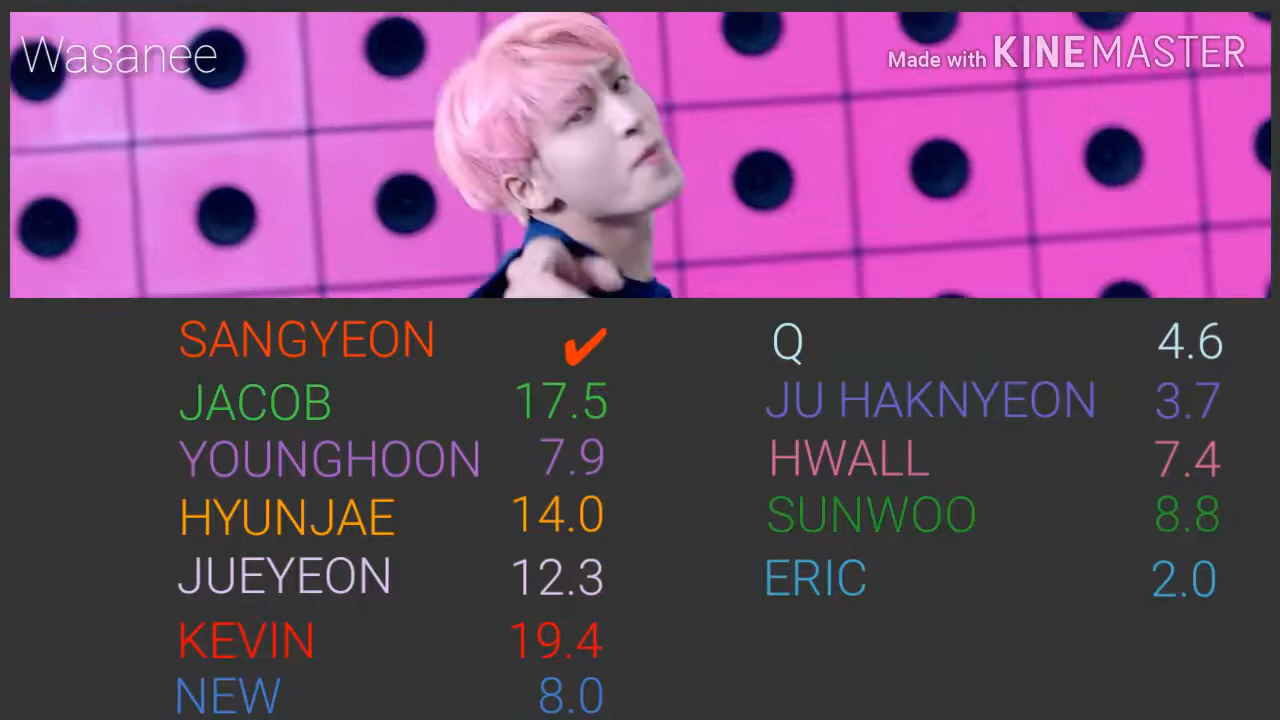 Wasanee
Made with KINEMASTER
SANGYEON ✔
JACOB 17.5
YOUNGHOON 7.9
HYUNJAE 14.0
JUEYEON 12.3
KEVIN 19.4
NEW 8.0
Q 4.6
JU HAKNYEON 3.7
HWALL 7.4
SUNWOO 8.8
ERIC 2.0